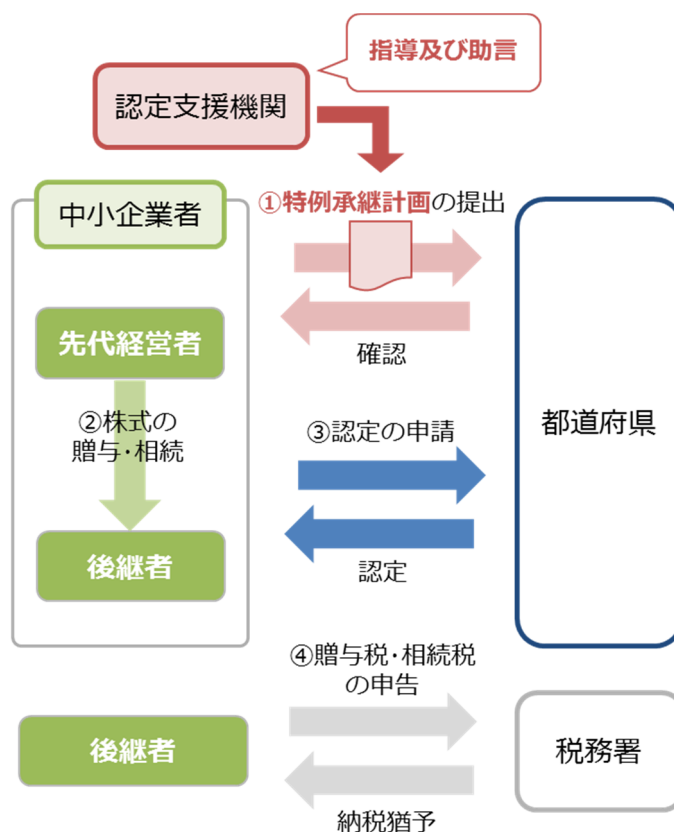 指導及び助言
認定支援機関
中小企業者
①特例承継計画の提出
先代経営者
確認
②株式の
贈与・相続
③認定の申請
都道府県
後継者
認定
④贈与税・相続税
の申告
後継者
税務署
納税猶予